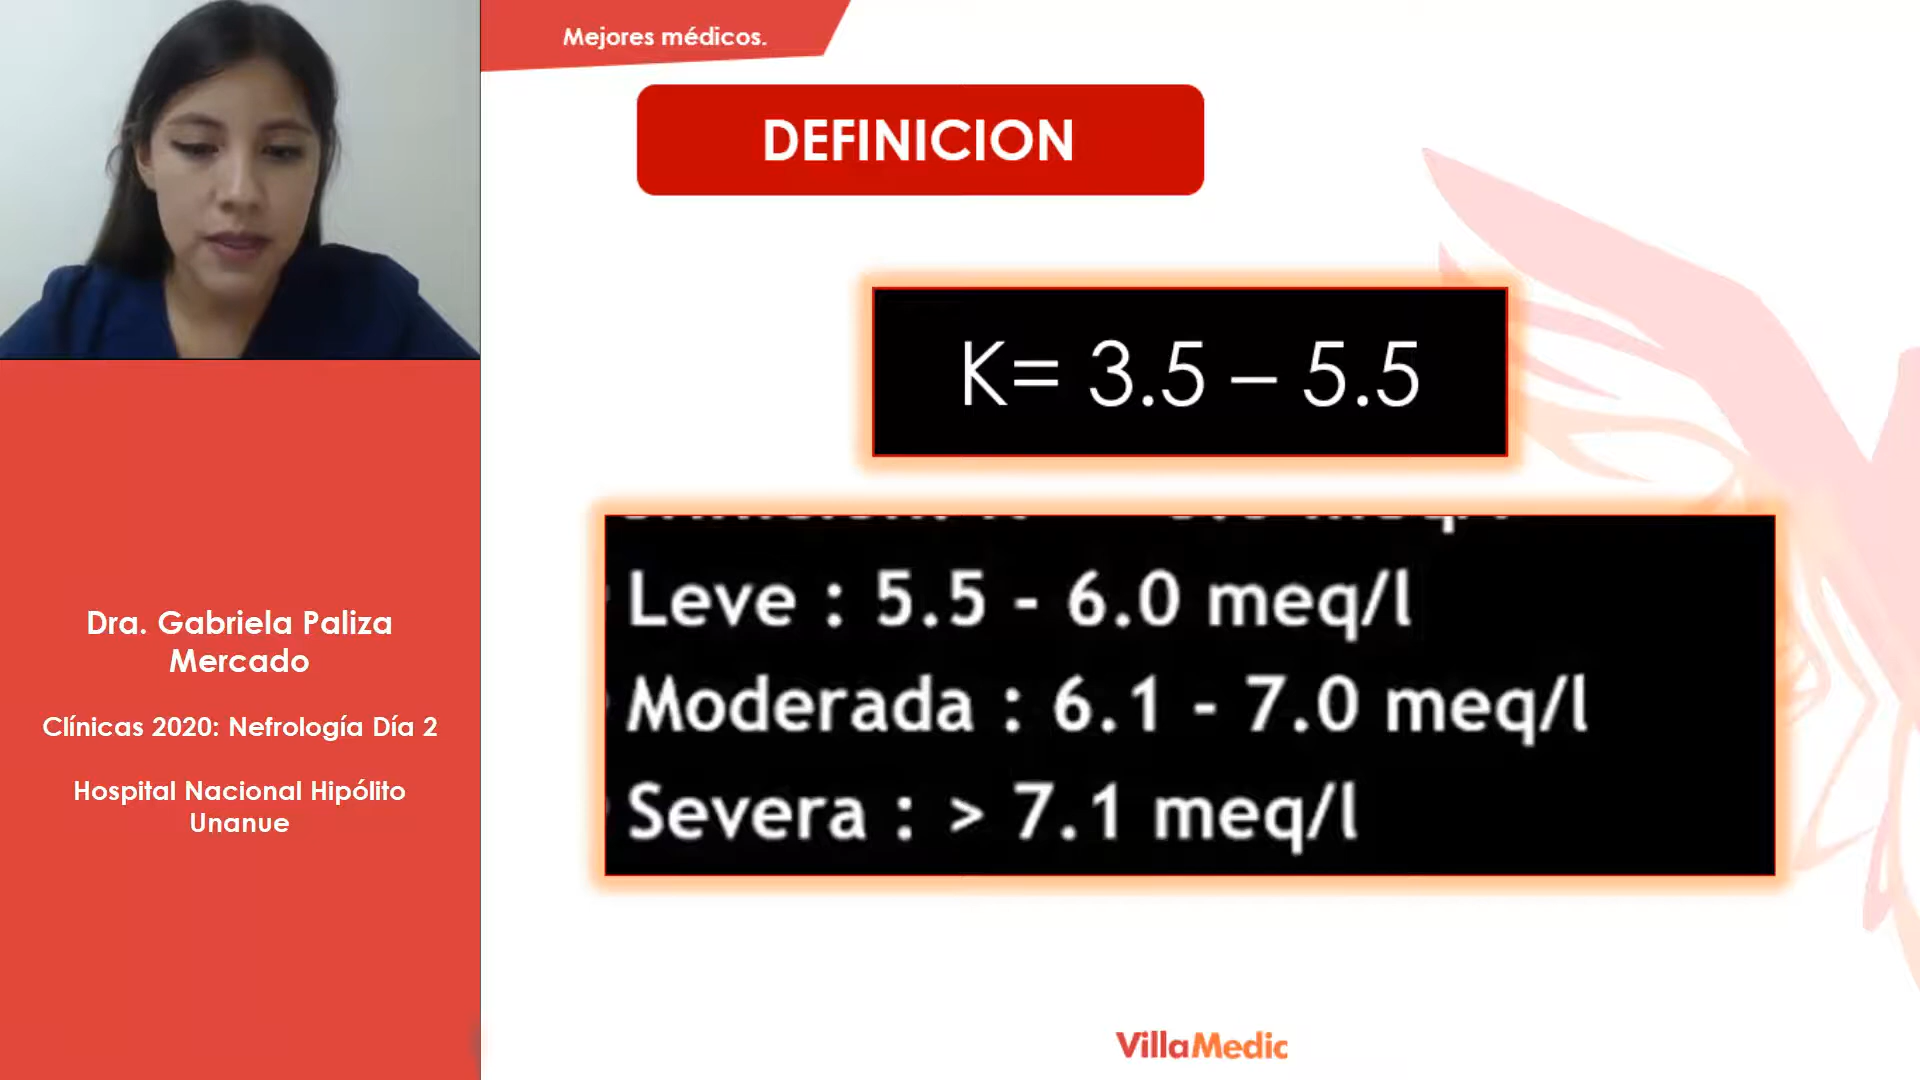 Mejores médicos.
DEFINICION
K= 3.5 – 5.5
Leve : 5.5 - 6.0 meq/l
Moderada : 6.1 - 7.0 meq/l
Severa : > 7.1 meq/l
Dra. Gabriela Paliza
Mercado
Clínicas 2020: Nefrología Día 2
Hospital Nacional Hipólito
Unanue
VillaMedic